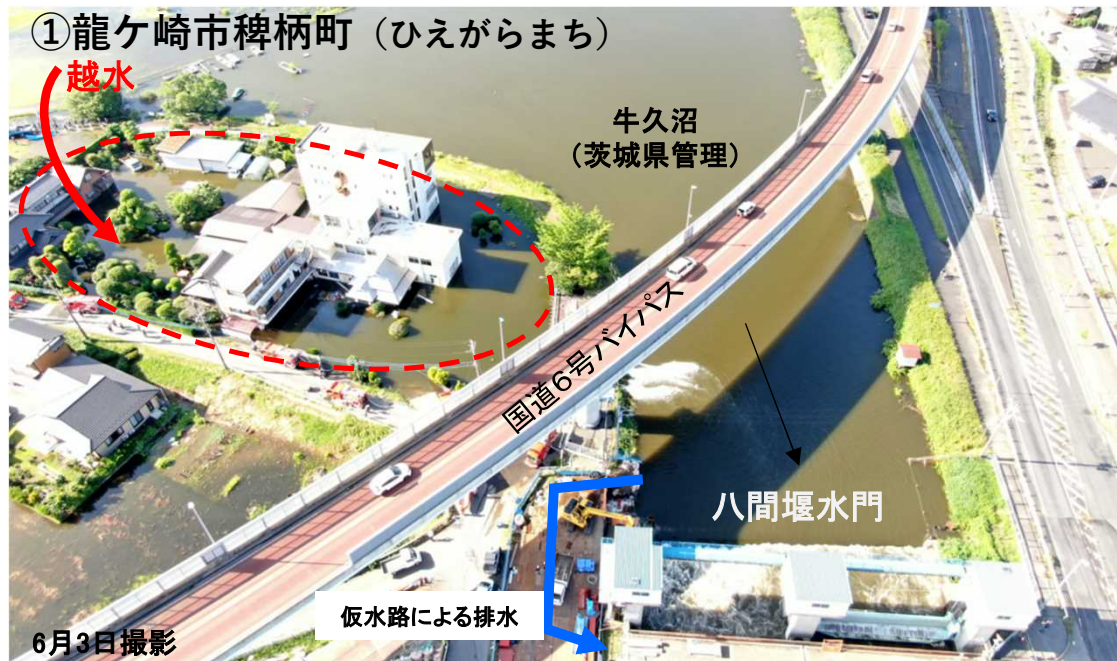 ①龍ケ崎市稗柄町（ひえがらまち）
越水
牛久沼
（茨城県管理）
国道６号バイパス
八間堰水門
仮水路による排水
6月3日撮影